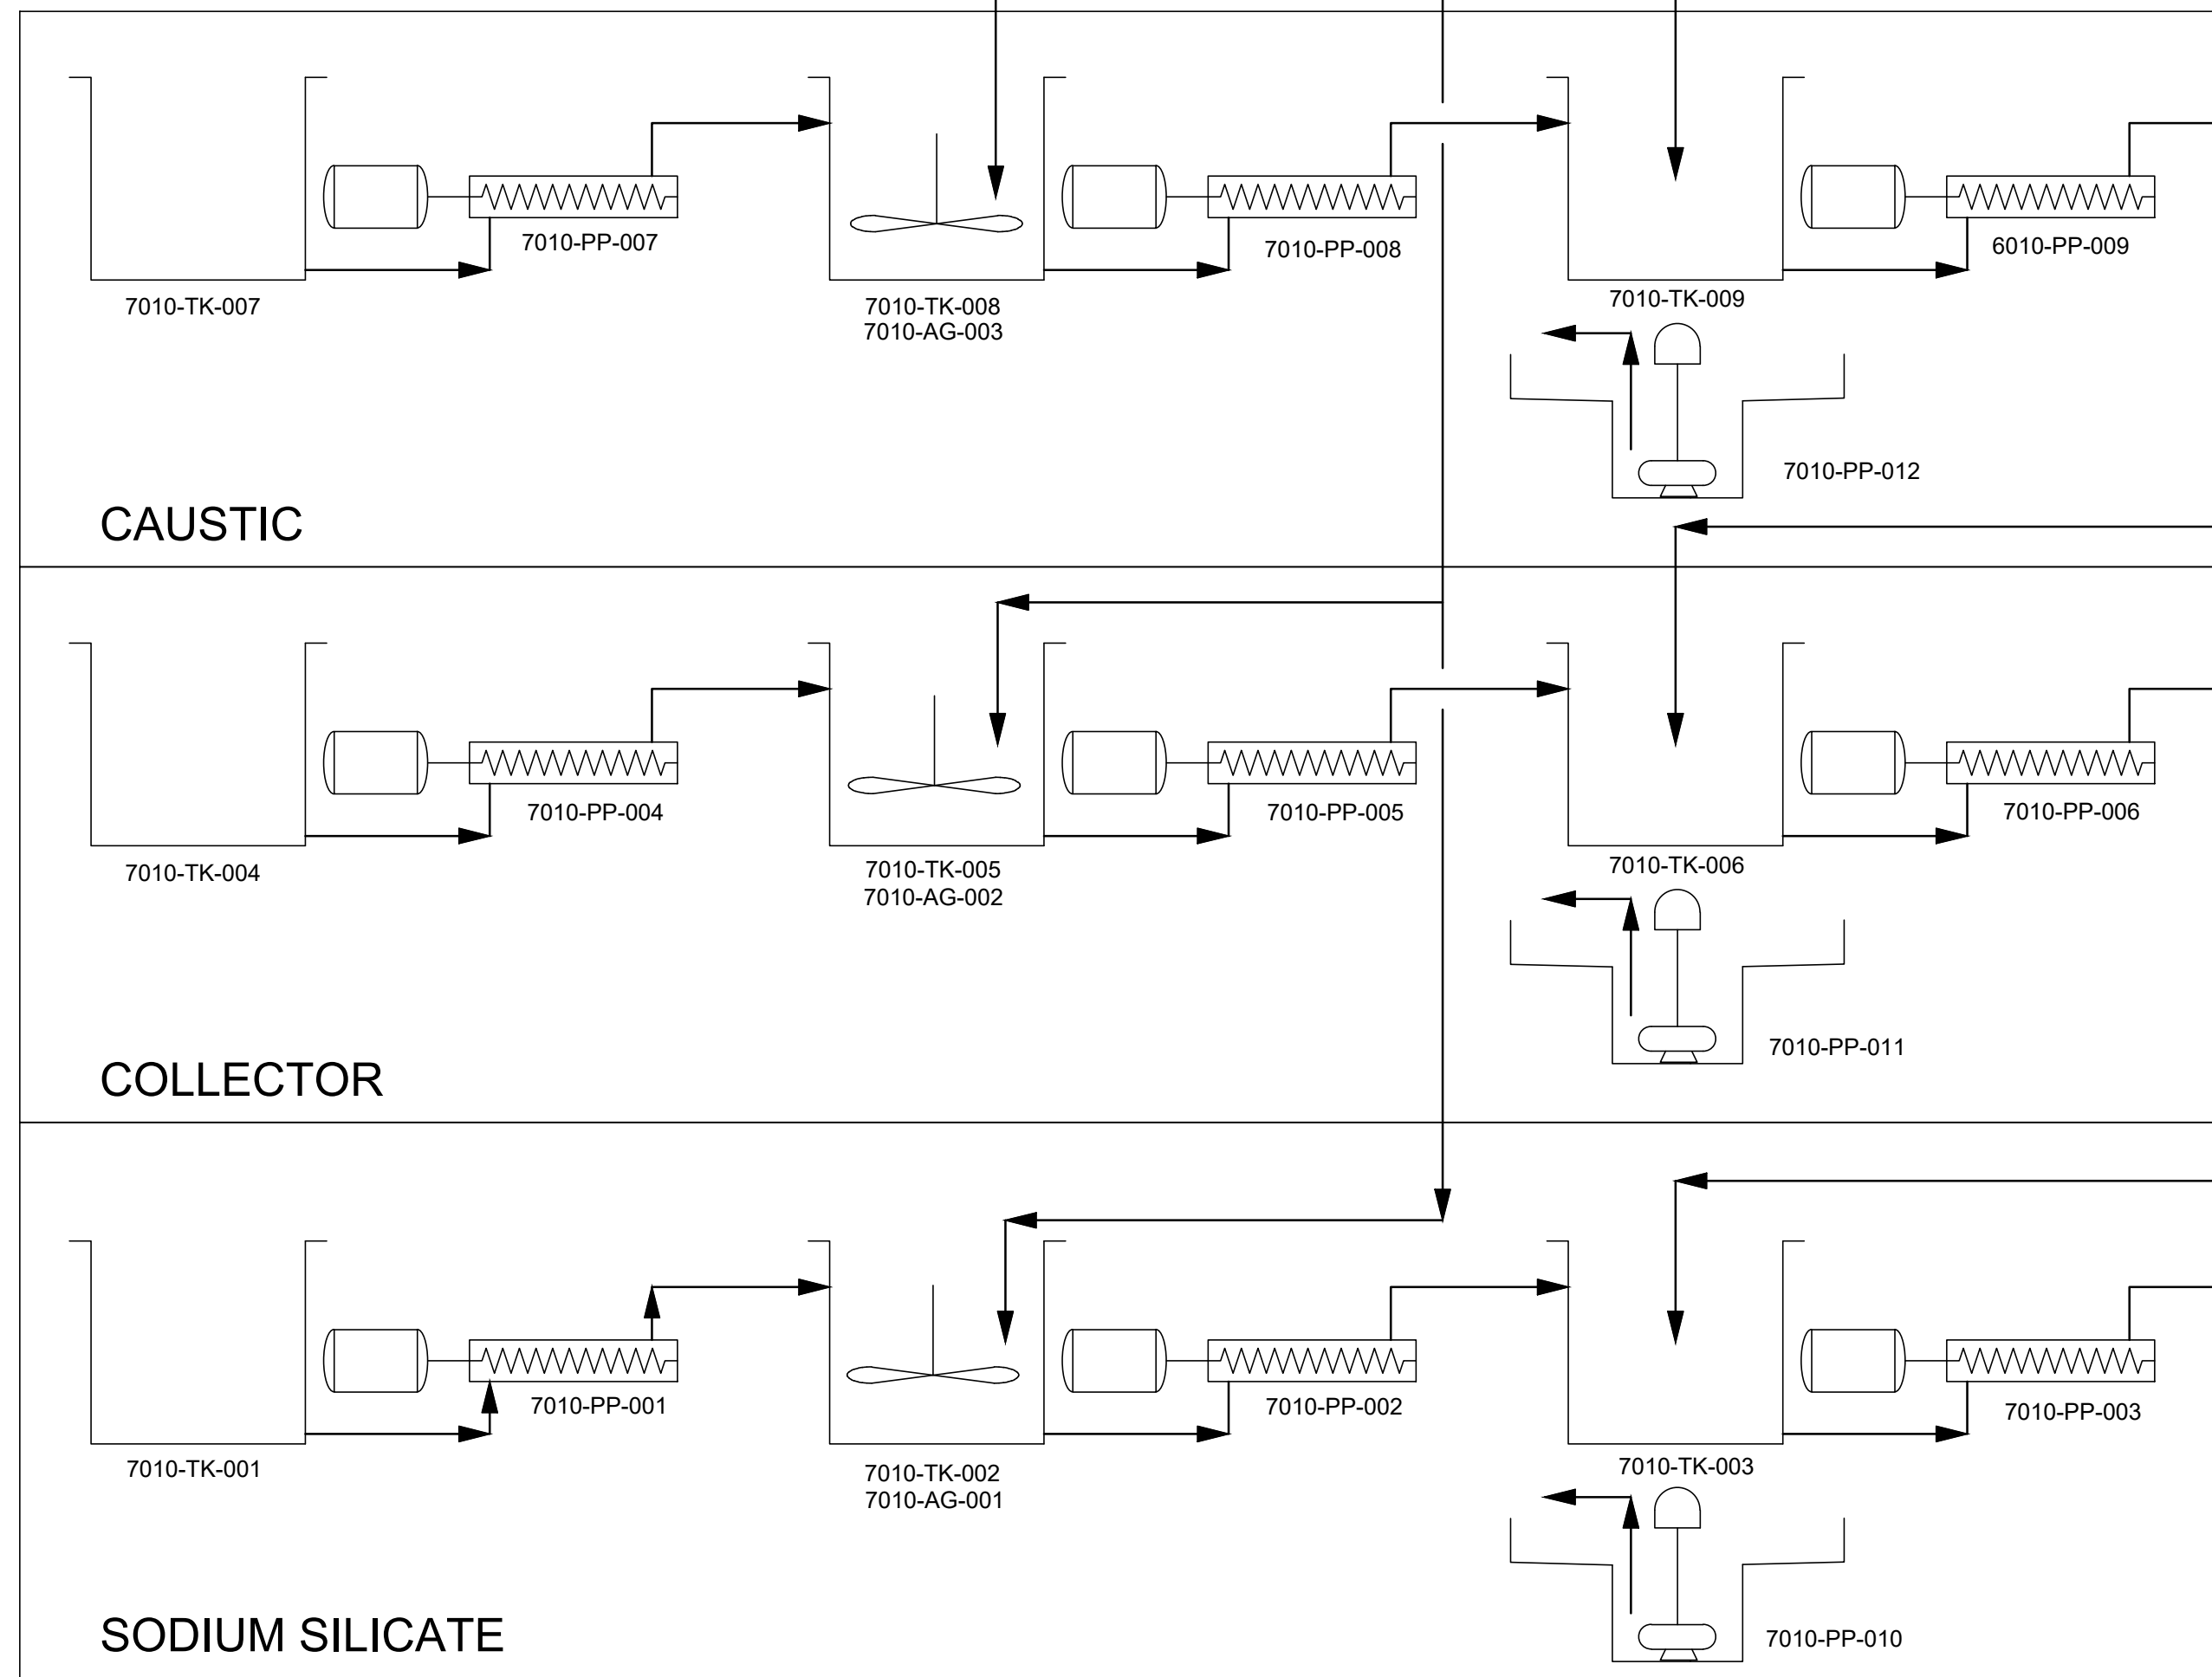 7010-PP-007
7010-PP-008
6010-PP-009
7010-TK-007
7010-TK-008
7010-AG-003
7010-TK-009
7010-PP-012
CAUSTIC
7010-PP-004
7010-PP-005
7010-PP-006
7010-TK-004
7010-TK-005
7010-AG-002
7010-TK-006
7010-PP-011
COLLECTOR
7010-PP-001
7010-PP-002
7010-PP-003
7010-TK-001
7010-TK-002
7010-AG-001
7010-TK-003
7010-PP-010
SODIUM SILICATE